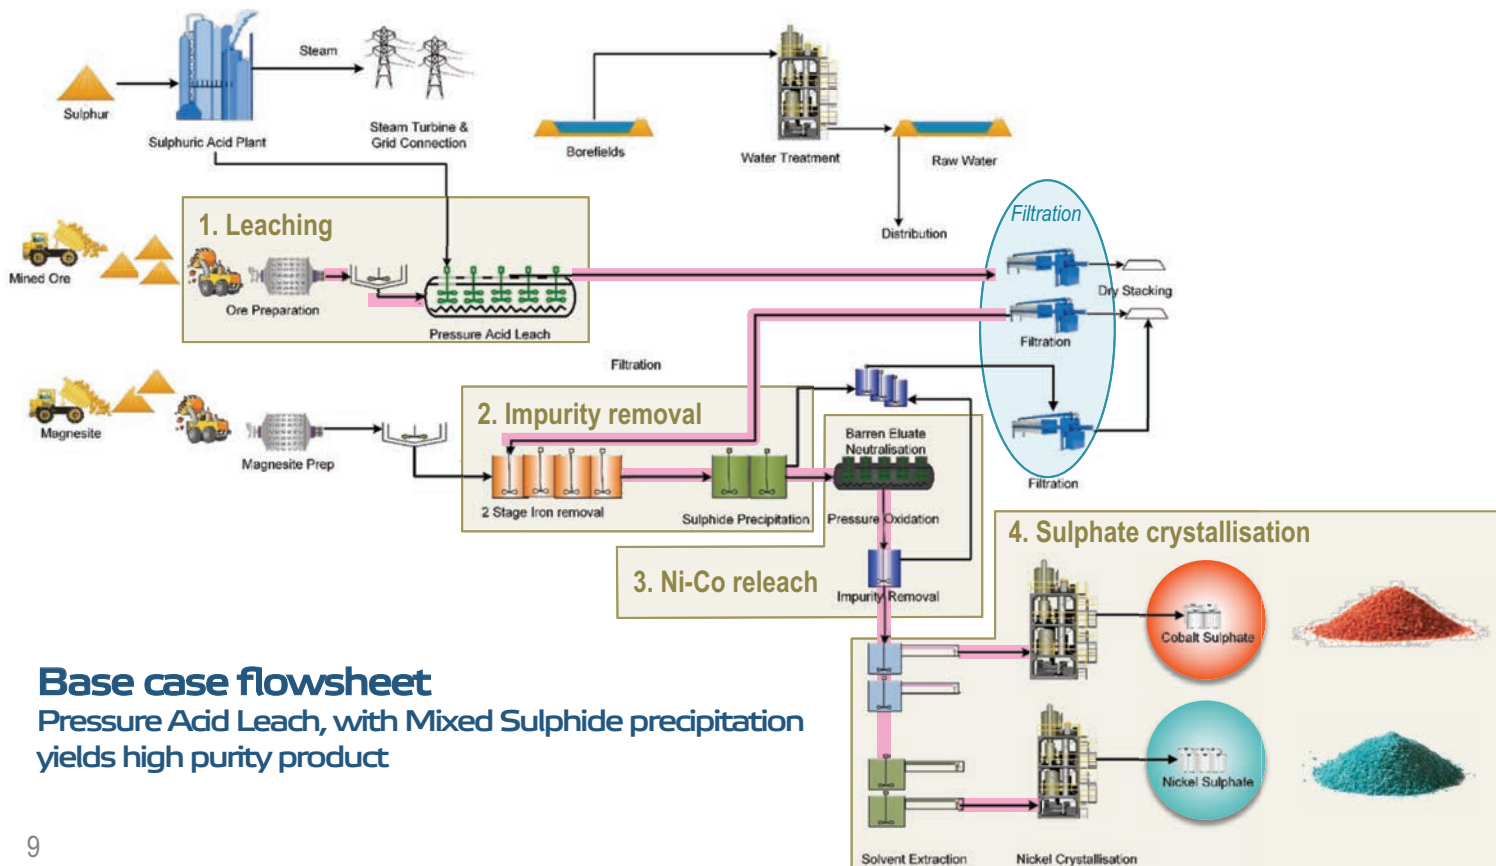 Steam
Sulphur
Sulphuric Acid Plant
Steam Turbine &
Grid Connection
Borefields
Water Treatment
Raw Water
Distribution
1. Leaching
Mined Ore
Ore Preparation
Pressure Acid Leach
Filtration
Dry Stacking
Filtration
Filtration
Filtration
2. Impurity removal
Magnesite
Magnesite Prep
2 Stage Iron removal
Sulphide Precipitation
Barren Eluate
Neutralisation
Pressure Oxidation
3. Ni-Co releach
Impurity Removal
4. Sulphate crystallisation
Cobalt Sulphate
Nickel Sulphate
Solvent Extraction
Nickel Crystallisation
Base case flowsheet
Pressure Acid Leach, with Mixed Sulphide precipitation
yields high purity product
9